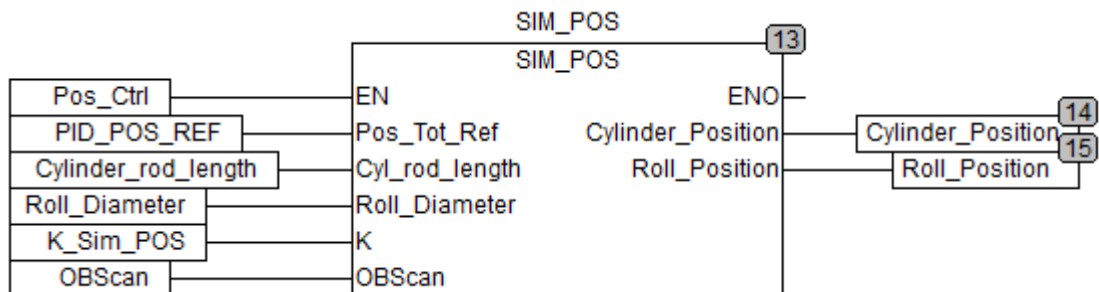 SIM_POS
13
SIM_POS
Pos_Ctrl EN ENO
14
PID_POS_REF Pos_Tot_Ref Cylinder_Position Cylinder_Position
15
Cylinder_rod_length Cyl_rod_length Roll_Position Roll_Position
Roll_Diameter Roll_Diameter
K_Sim_POS K
OBScan OBScan